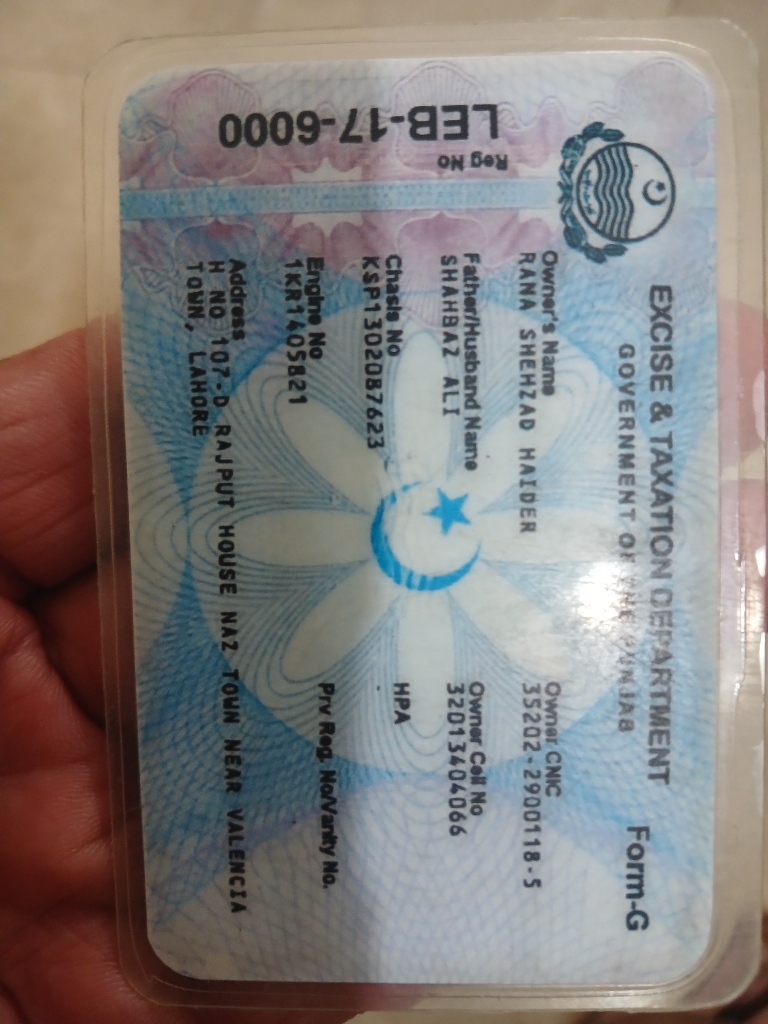 EXCISE & TAXATION DEPARTMENT
GOVERNMENT OF THE PUNJAB
Form-G
Reg No
LEB-17-6000
Owner's Name
RANA SHEHZAD HAIDER
Owner CNIC
35202-2900118-5
Father/Husband Name
SHAHBAZ ALI
Owner Cell No
32013404066
Chasis No
KSP1302087623
HPA
Engine No
1KR1405821
Prv Reg. No/Vanity No.
Address
H NO 107-D RAJPUT HOUSE NAZ TOWN NEAR VALENCIA
TOWN, LAHORE